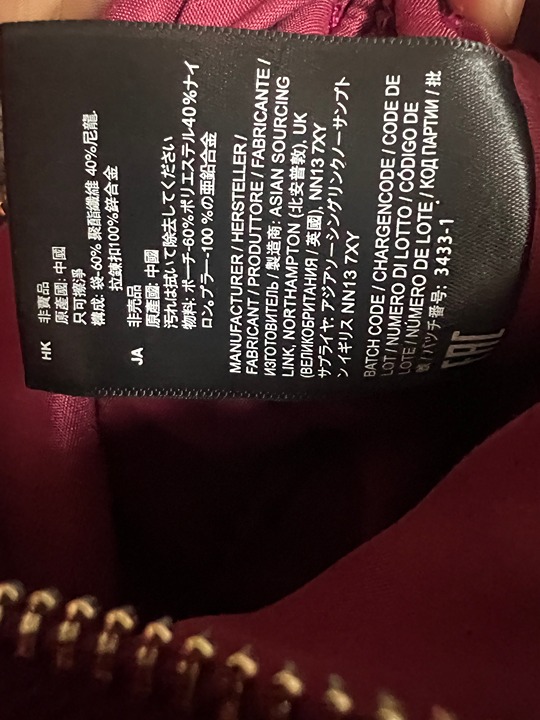 HK 非賣品
原產國: 中國
只可擦淨
構成: 袋-60% 聚酯纖維 40%尼龍.
拉鍊扣100%鋅合金
JA 非売品
原産国: 中國
汚れは拭いて除去してください
物料: ポーチ-60%ポリエステル40%ナイ
ロン。プラー-100 %の亜鉛合金
MANUFACTURER / HERSTELLER /
FABRICANT / PRODUTTORE / FABRICANTE /
ИЗГОТОВИТЕЛЬ / 製造商: ASIAN SOURCING
LINK, NORTHAMPTON (北安普敦), UK
(ВЕЛИКОБРИТАНИЯ / 英國), NN13 7XY
サプライヤ: アジアソーシングリンクノーサンプト
ン イギリス NN13 7XY
BATCH CODE / CHARGENCODE / CODE DE
LOT / NUMERO DI LOTTO / CÓDIGO DE
LOTE / NÚMERO DE LOTE / КОД ПАРТИИ / 批
號 / バッチ番号: 3433-1
EAC